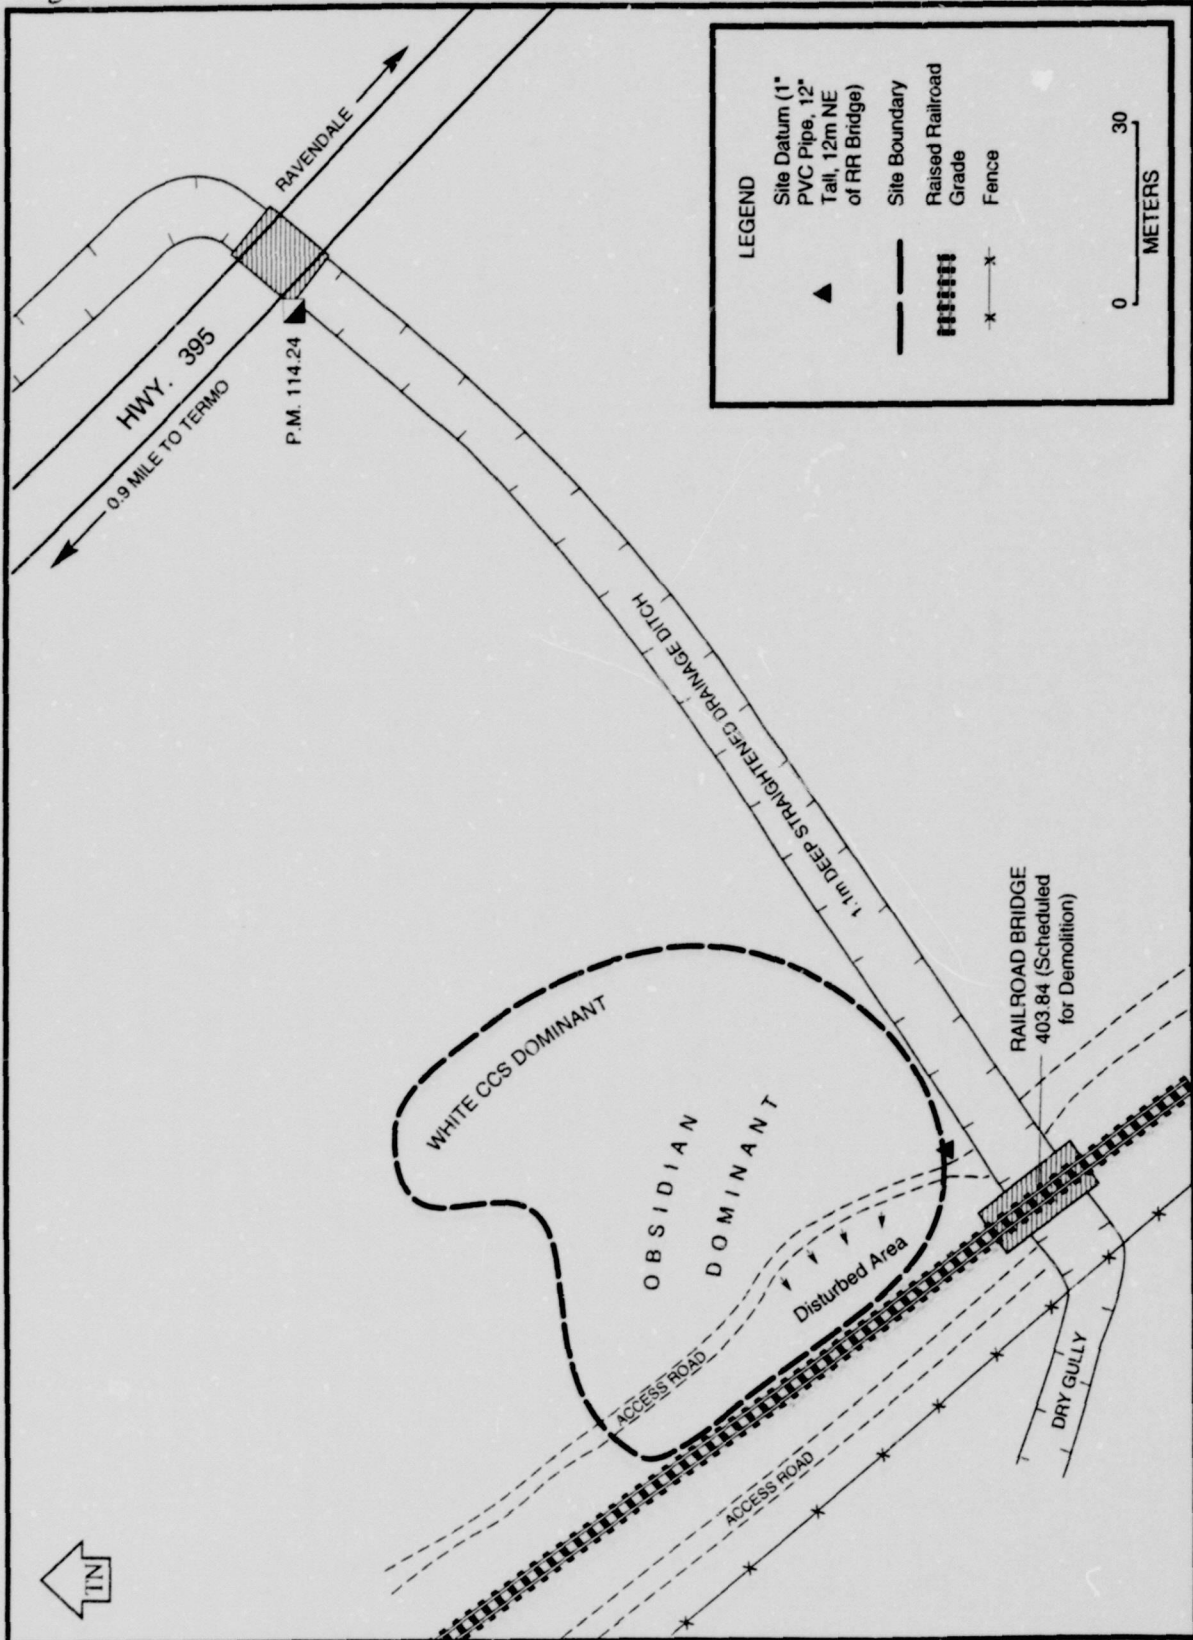 TN
HWY. 395
0.9 MILE TO TERMO
RAVENDALE
P.M. 114.24
1.1m DEEP STRAIGHTENED DRAINAGE DITCH
WHITE CCS DOMINANT
OBSIDIAN
DOMINANT
Disturbed Area
ACCESS ROAD
ACCESS ROAD
DRY GULLY
RAILROAD BRIDGE
403.84 (Scheduled
for Demolition)
LEGEND
Site Datum (1"
PVC Pipe, 12"
Tall, 12m NE
of RR Bridge)
Site Boundary
Raised Railroad
Grade
Fence
0 30
METERS